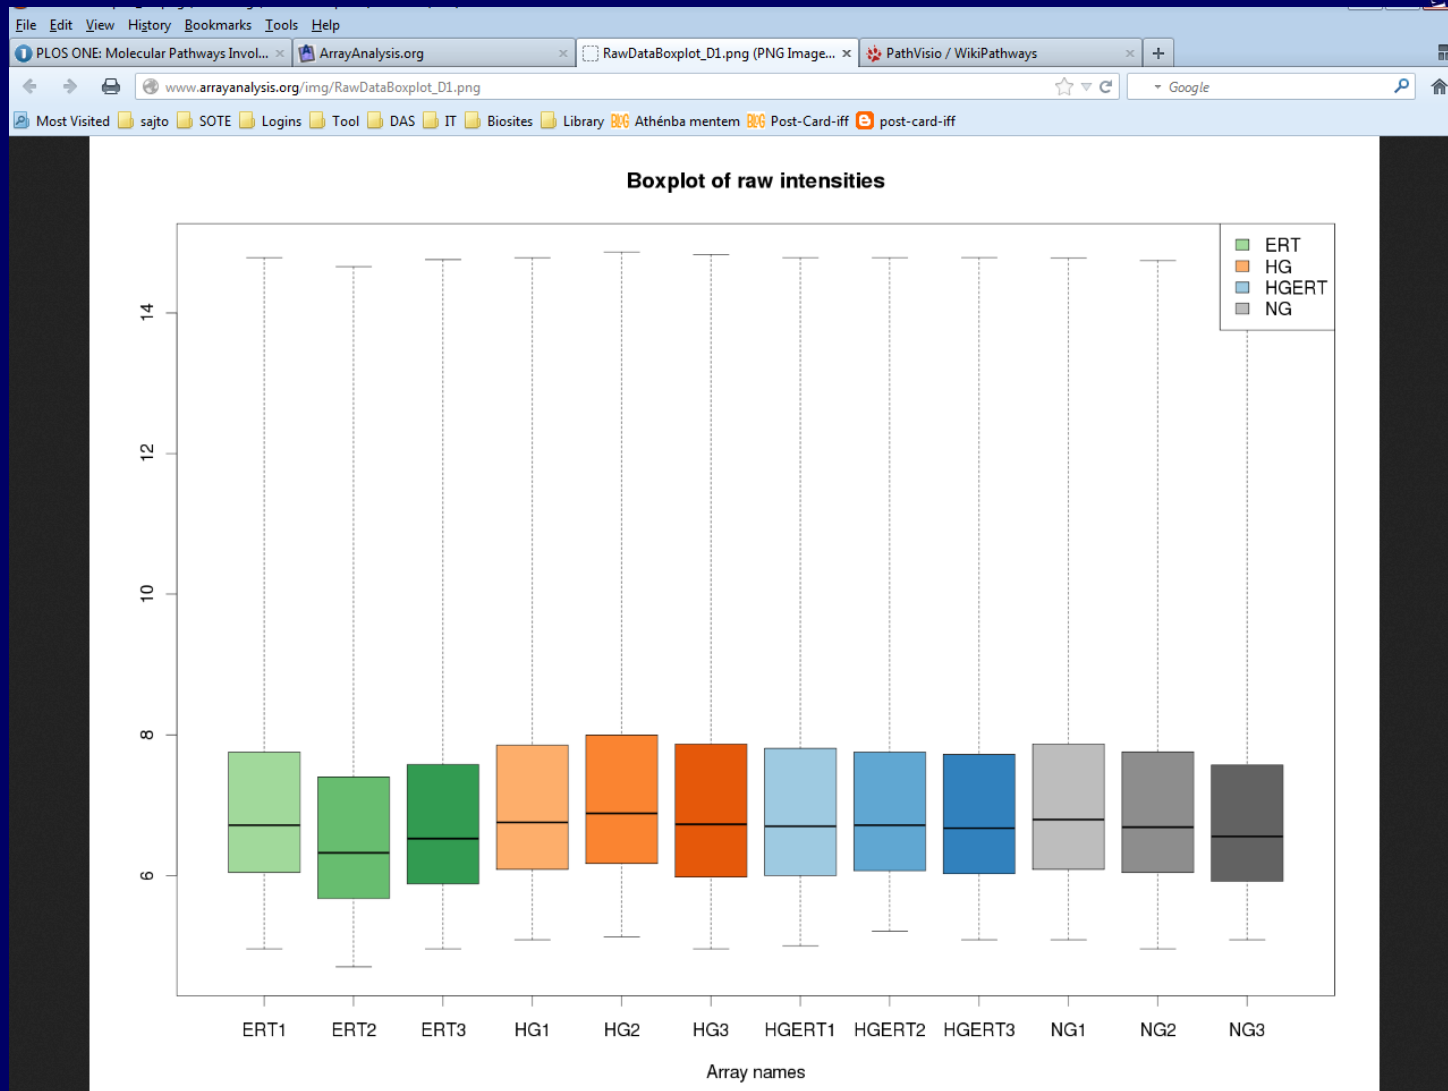 File Edit View History Bookmarks Tools Help
PLOS ONE: Molecular Pathways Invol... × ArrayAnalysis.org × RawDataBoxplot_D1.png (PNG Image... × PathVisio / WikiPathways × +
www.arrayanalysis.org/img/RawDataBoxplot_D1.png Google
Most Visited sajto SOTE Logins Tool DAS IT Biosites Library BLOG Athénba mentem BLOG Post-Card-iff post-card-iff
Boxplot of raw intensities
ERT
HG
HGERT
NG
14
12
10
8
6
ERT1 ERT2 ERT3 HG1 HG2 HG3 HGERT1 HGERT2 HGERT3 NG1 NG2 NG3
Array names